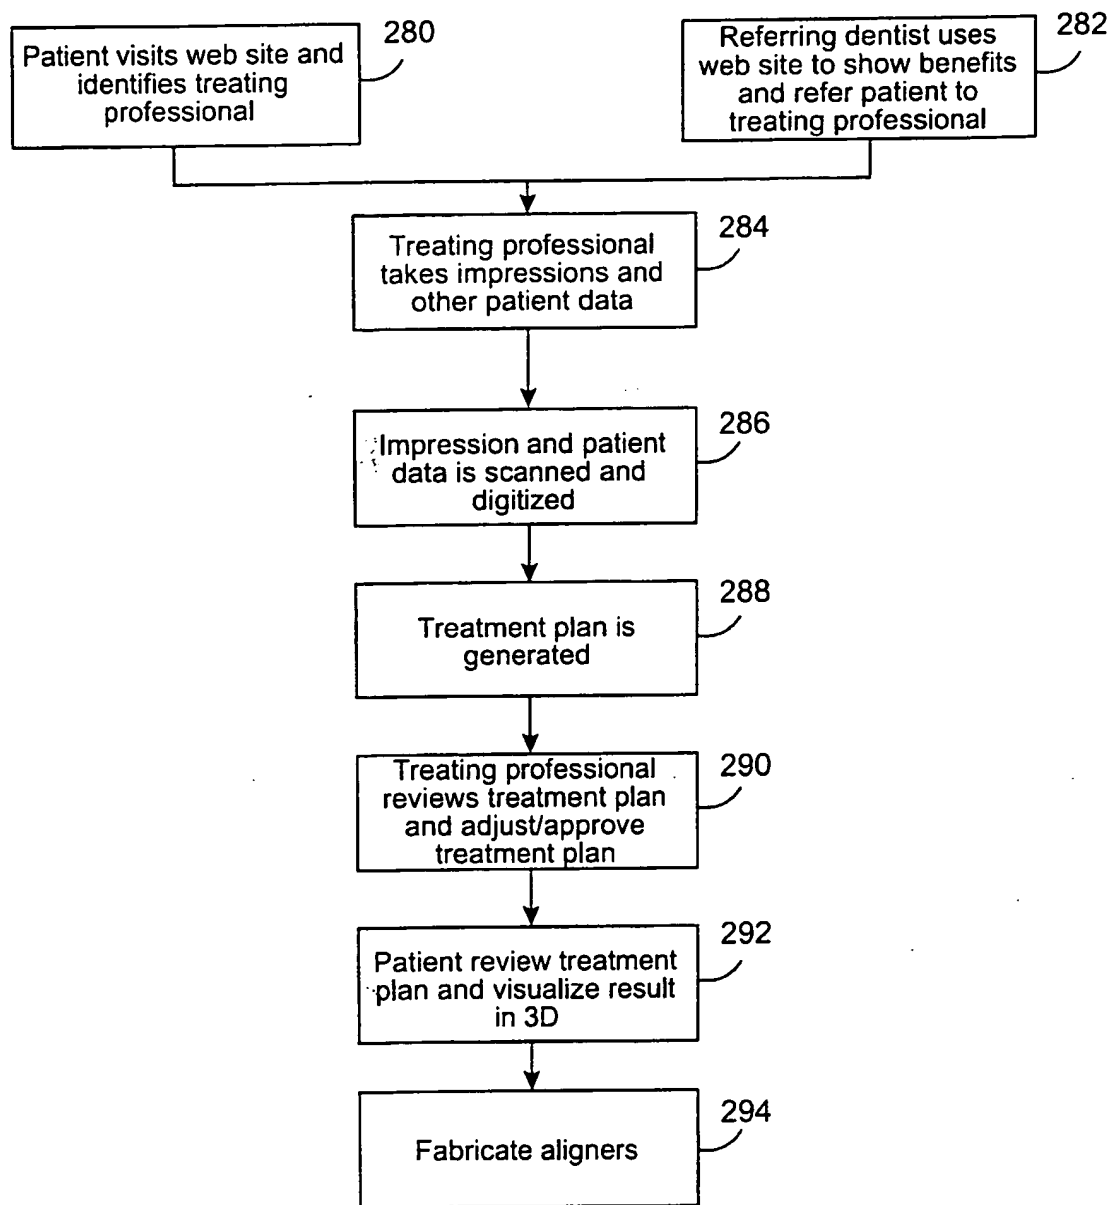 Patient visits web site and
identifies treating
professional
280
Referring dentist uses
web site to show benefits
and refer patient to
treating professional
282
Treating professional
takes impressions and
other patient data
284
Impression and patient
data is scanned and
digitized
286
Treatment plan is
generated
288
Treating professional
reviews treatment plan
and adjust/approve
treatment plan
290
Patient review treatment
plan and visualize result
in 3D
292
Fabricate aligners
294